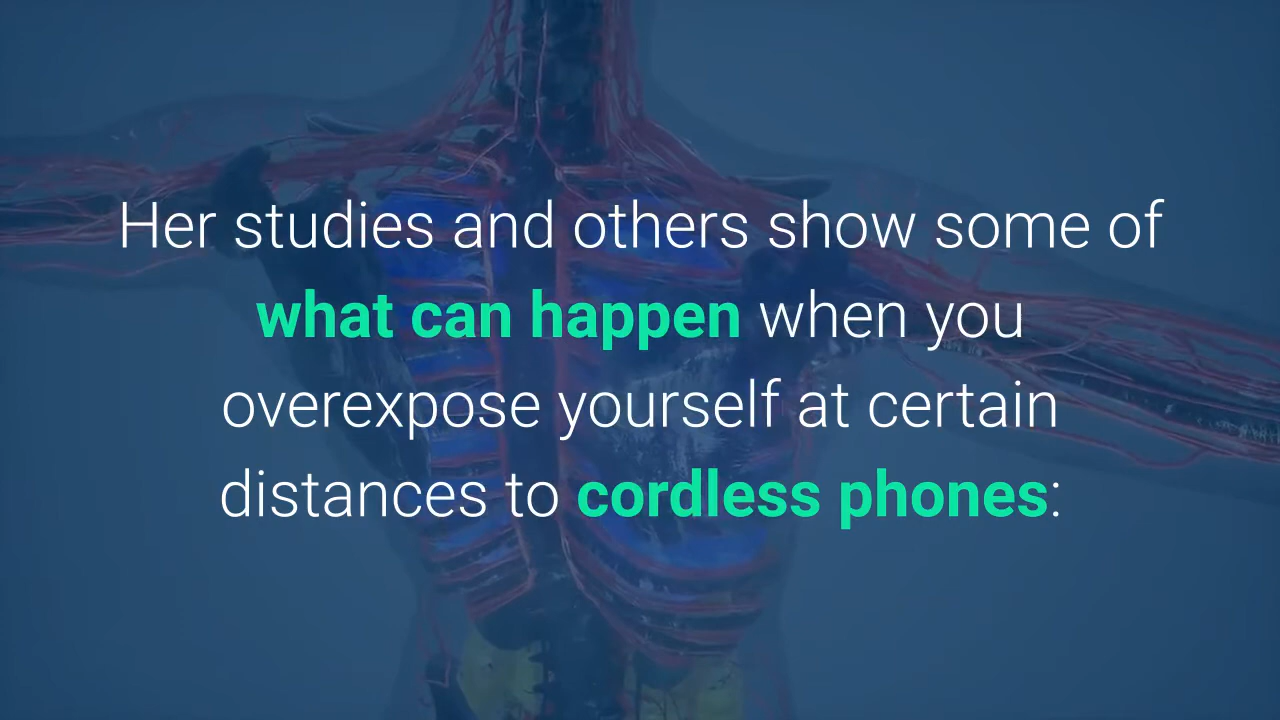 Her studies and others show some of
what can happen when you
overexpose yourself at certain
distances to cordless phones: